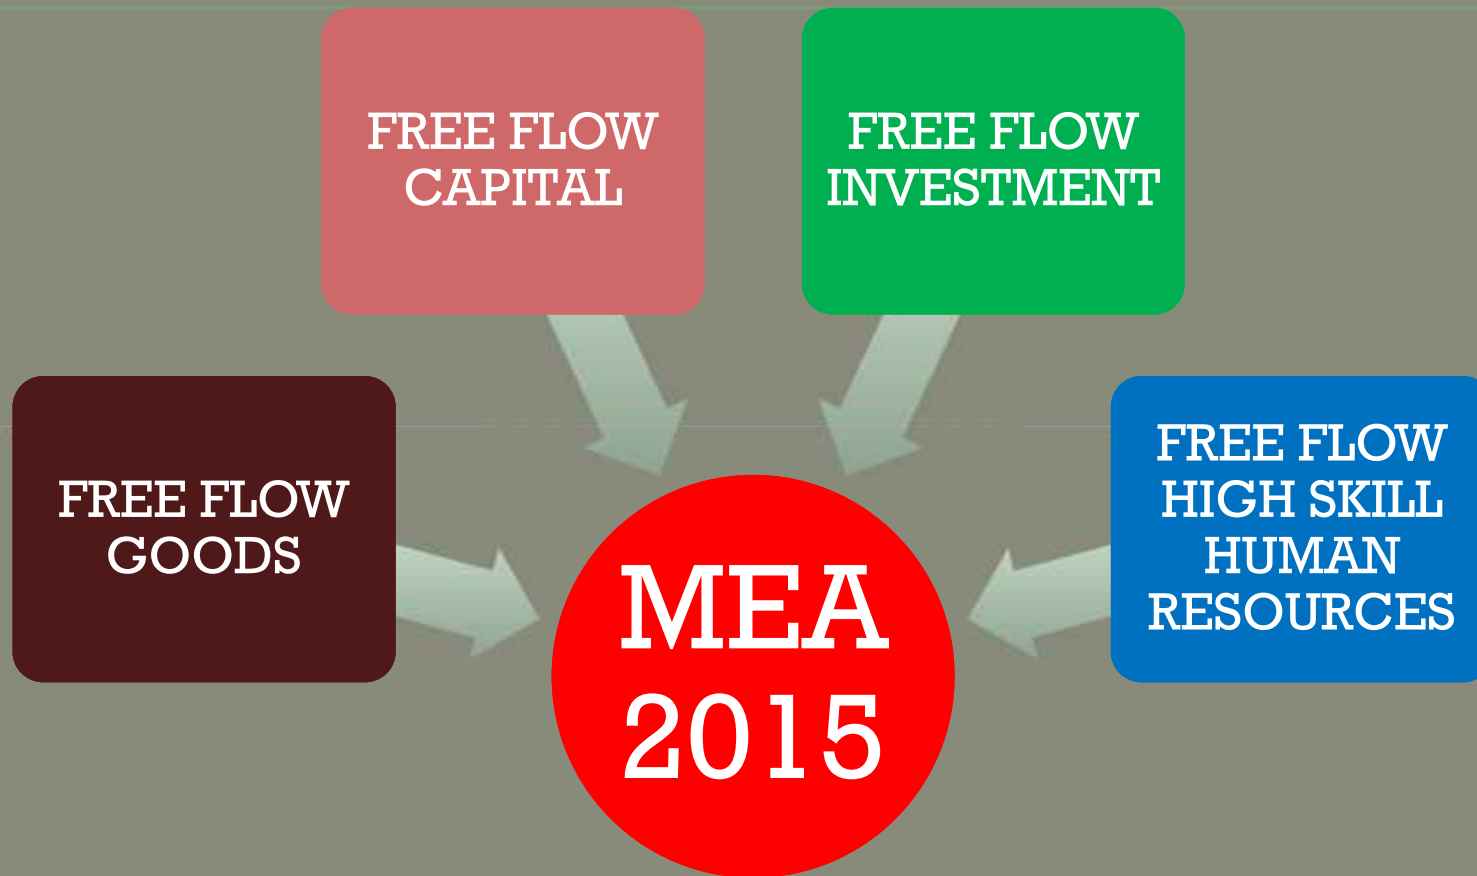 FREE FLOW
CAPITAL
FREE FLOW
INVESTMENT
FREE FLOW
GOODS
FREE FLOW
HIGH SKILL
HUMAN
RESOURCES
MEA
2015